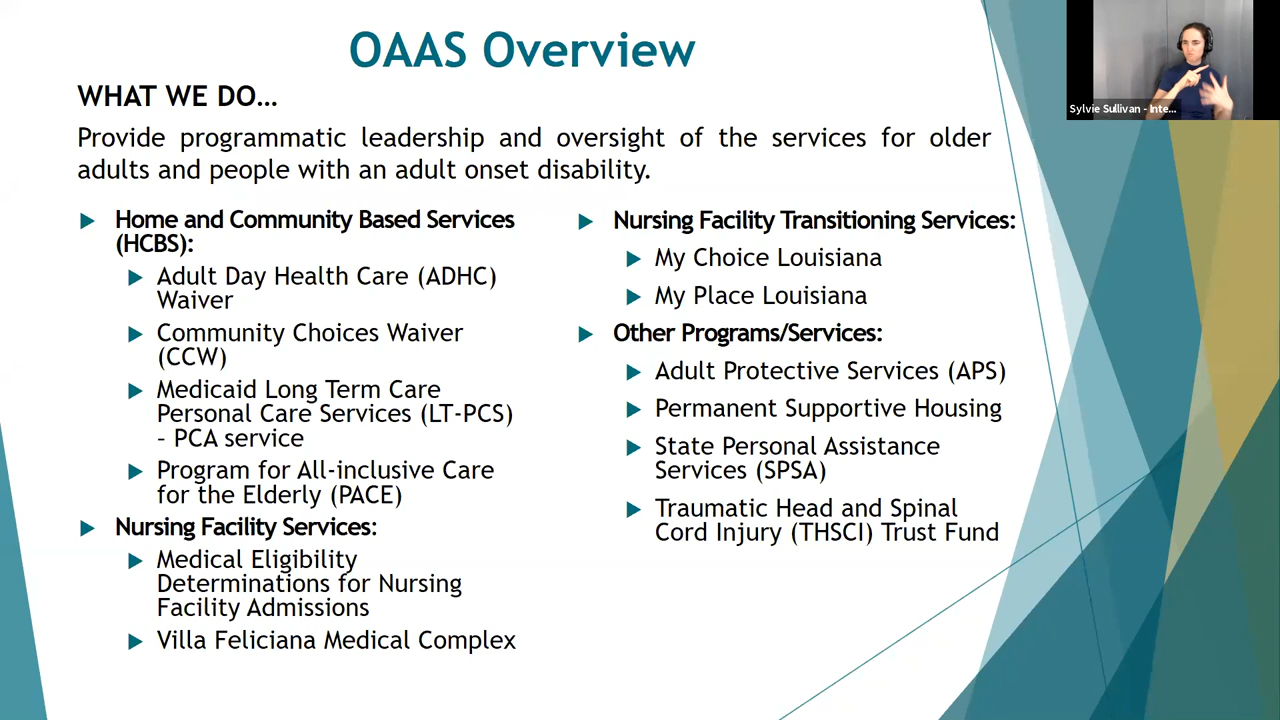 OAAS Overview
WHAT WE DO…
Provide programmatic leadership and oversight of the services for older
adults and people with an adult onset disability.
Home and Community Based Services
(HCBS):
Adult Day Health Care (ADHC)
Waiver
Community Choices Waiver
(CCW)
Medicaid Long Term Care
Personal Care Services (LT-PCS)
– PCA service
Program for All-inclusive Care
for the Elderly (PACE)
Nursing Facility Services:
Medical Eligibility
Determinations for Nursing
Facility Admissions
Villa Feliciana Medical Complex
Nursing Facility Transitioning Services:
My Choice Louisiana
My Place Louisiana
Other Programs/Services:
Adult Protective Services (APS)
Permanent Supportive Housing
State Personal Assistance
Services (SPSA)
Traumatic Head and Spinal
Cord Injury (THSCI) Trust Fund
Sylvie Sullivan - Inte...